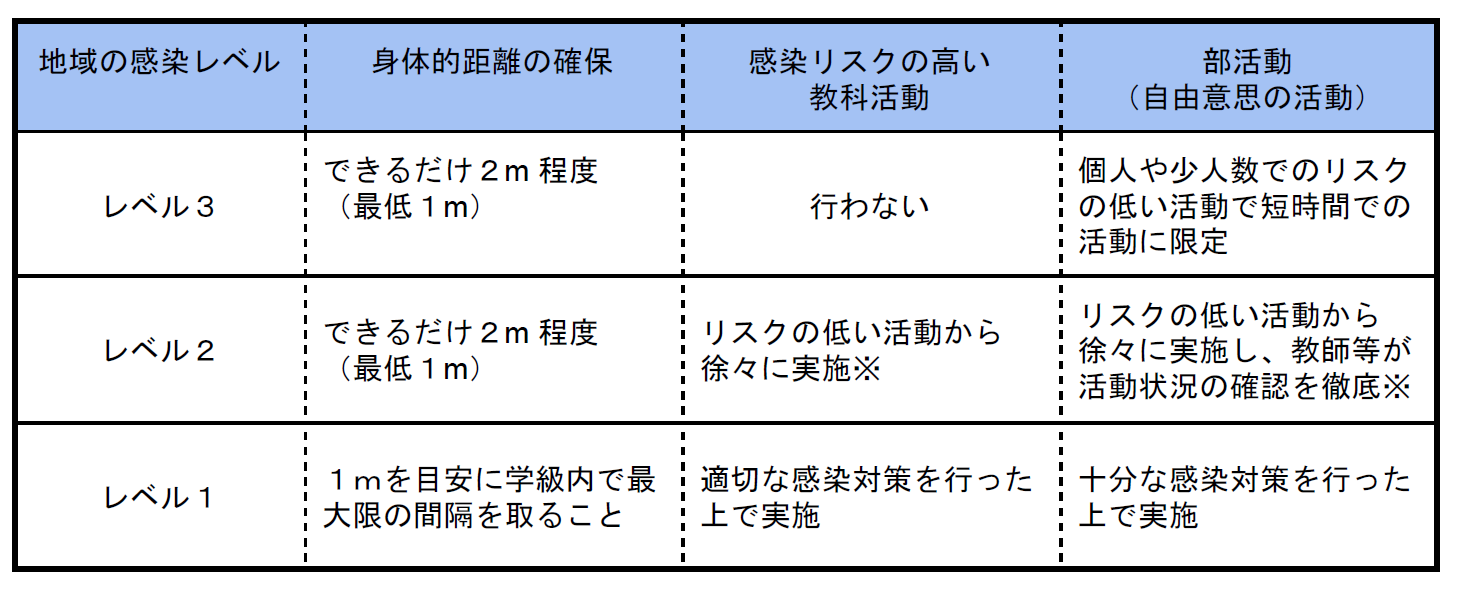 地域の感染レベル
身体的距離の確保
感染リスクの高い
教科活動
部活動
（自由意思の活動）
レベル３
できるだけ２m 程度
（最低１m）
行わない
個人や少人数でのリスク
の低い活動で短時間での
活動に限定
レベル２
できるだけ２m 程度
（最低１m）
リスクの低い活動から
徐々に実施※
リスクの低い活動から
徐々に実施し、教師等が
活動状況の確認を徹底※
レベル１
１ｍを目安に学級内で最
大限の間隔を取ること
適切な感染対策を行った
上で実施
十分な感染対策を行った
上で実施